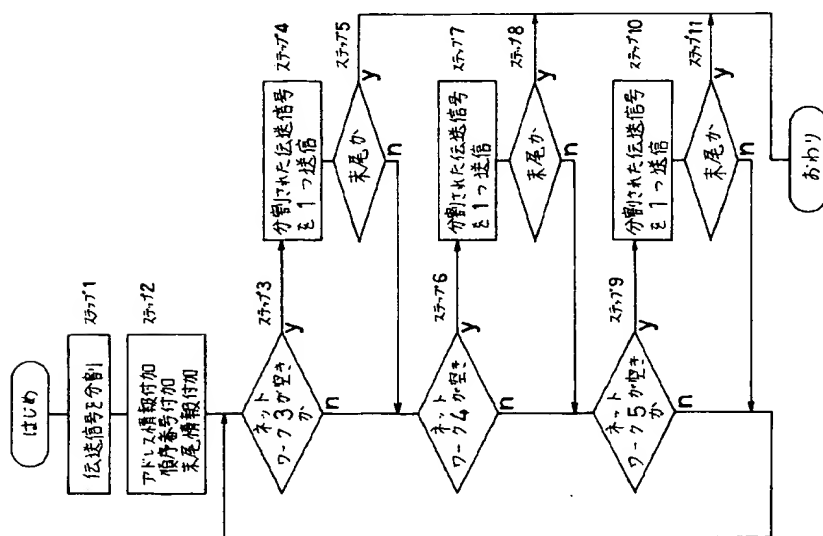 はじめ
ステップ1
伝送信号を分割
ステップ2
アドレス情報付加
順序番号付加
末尾情報付加
ステップ3
ネット
ワーク3が空き
か
y
n
ステップ4
分割された伝送信号
を1つ送信
ステップ5
末尾か
y
n
ステップ6
ネット
ワーク4が空き
か
y
n
ステップ7
分割された伝送信号
を1つ送信
ステップ8
末尾か
y
n
ステップ9
ネット
ワーク5が空き
か
y
n
ステップ10
分割された伝送信号
を1つ送信
ステップ11
末尾か
y
n
おわり